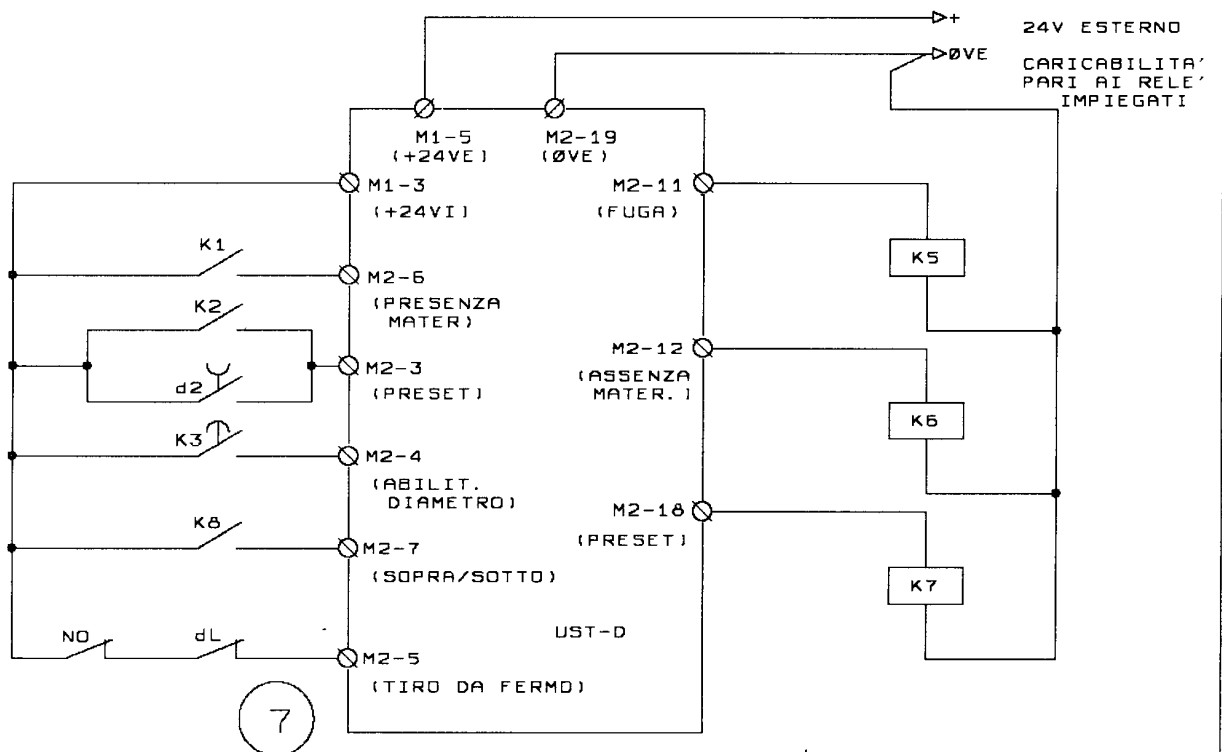 +
24V ESTERNO
ØVE
CARICABILITA'
PARI AI RELE'
IMPIEGATI
M1-5
(+24VE)
M2-19
(ØVE)
M1-3
(+24VI)
M2-11
(FUGA)
K1
K5
M2-6
(PRESENZA
MATER)
K2
M2-12
(ASSENZA
MATER.)
M2-3
(PRESET)
d2
K6
K3
M2-4
(ABILIT.
DIAMETRO)
M2-18
(PRESET)
K8
M2-7
(SOPRA/SOTTO)
K7
UST-D
NO
dL
M2-5
(TIRO DA FERMO)
7